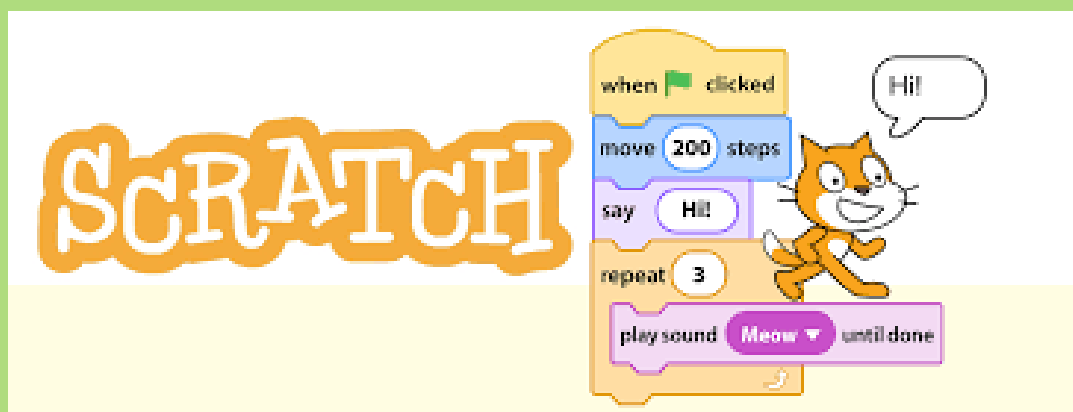 SCRATCH
when clicked
move 200 steps
say Hi!
repeat 3
play sound Meow until done
Hi!